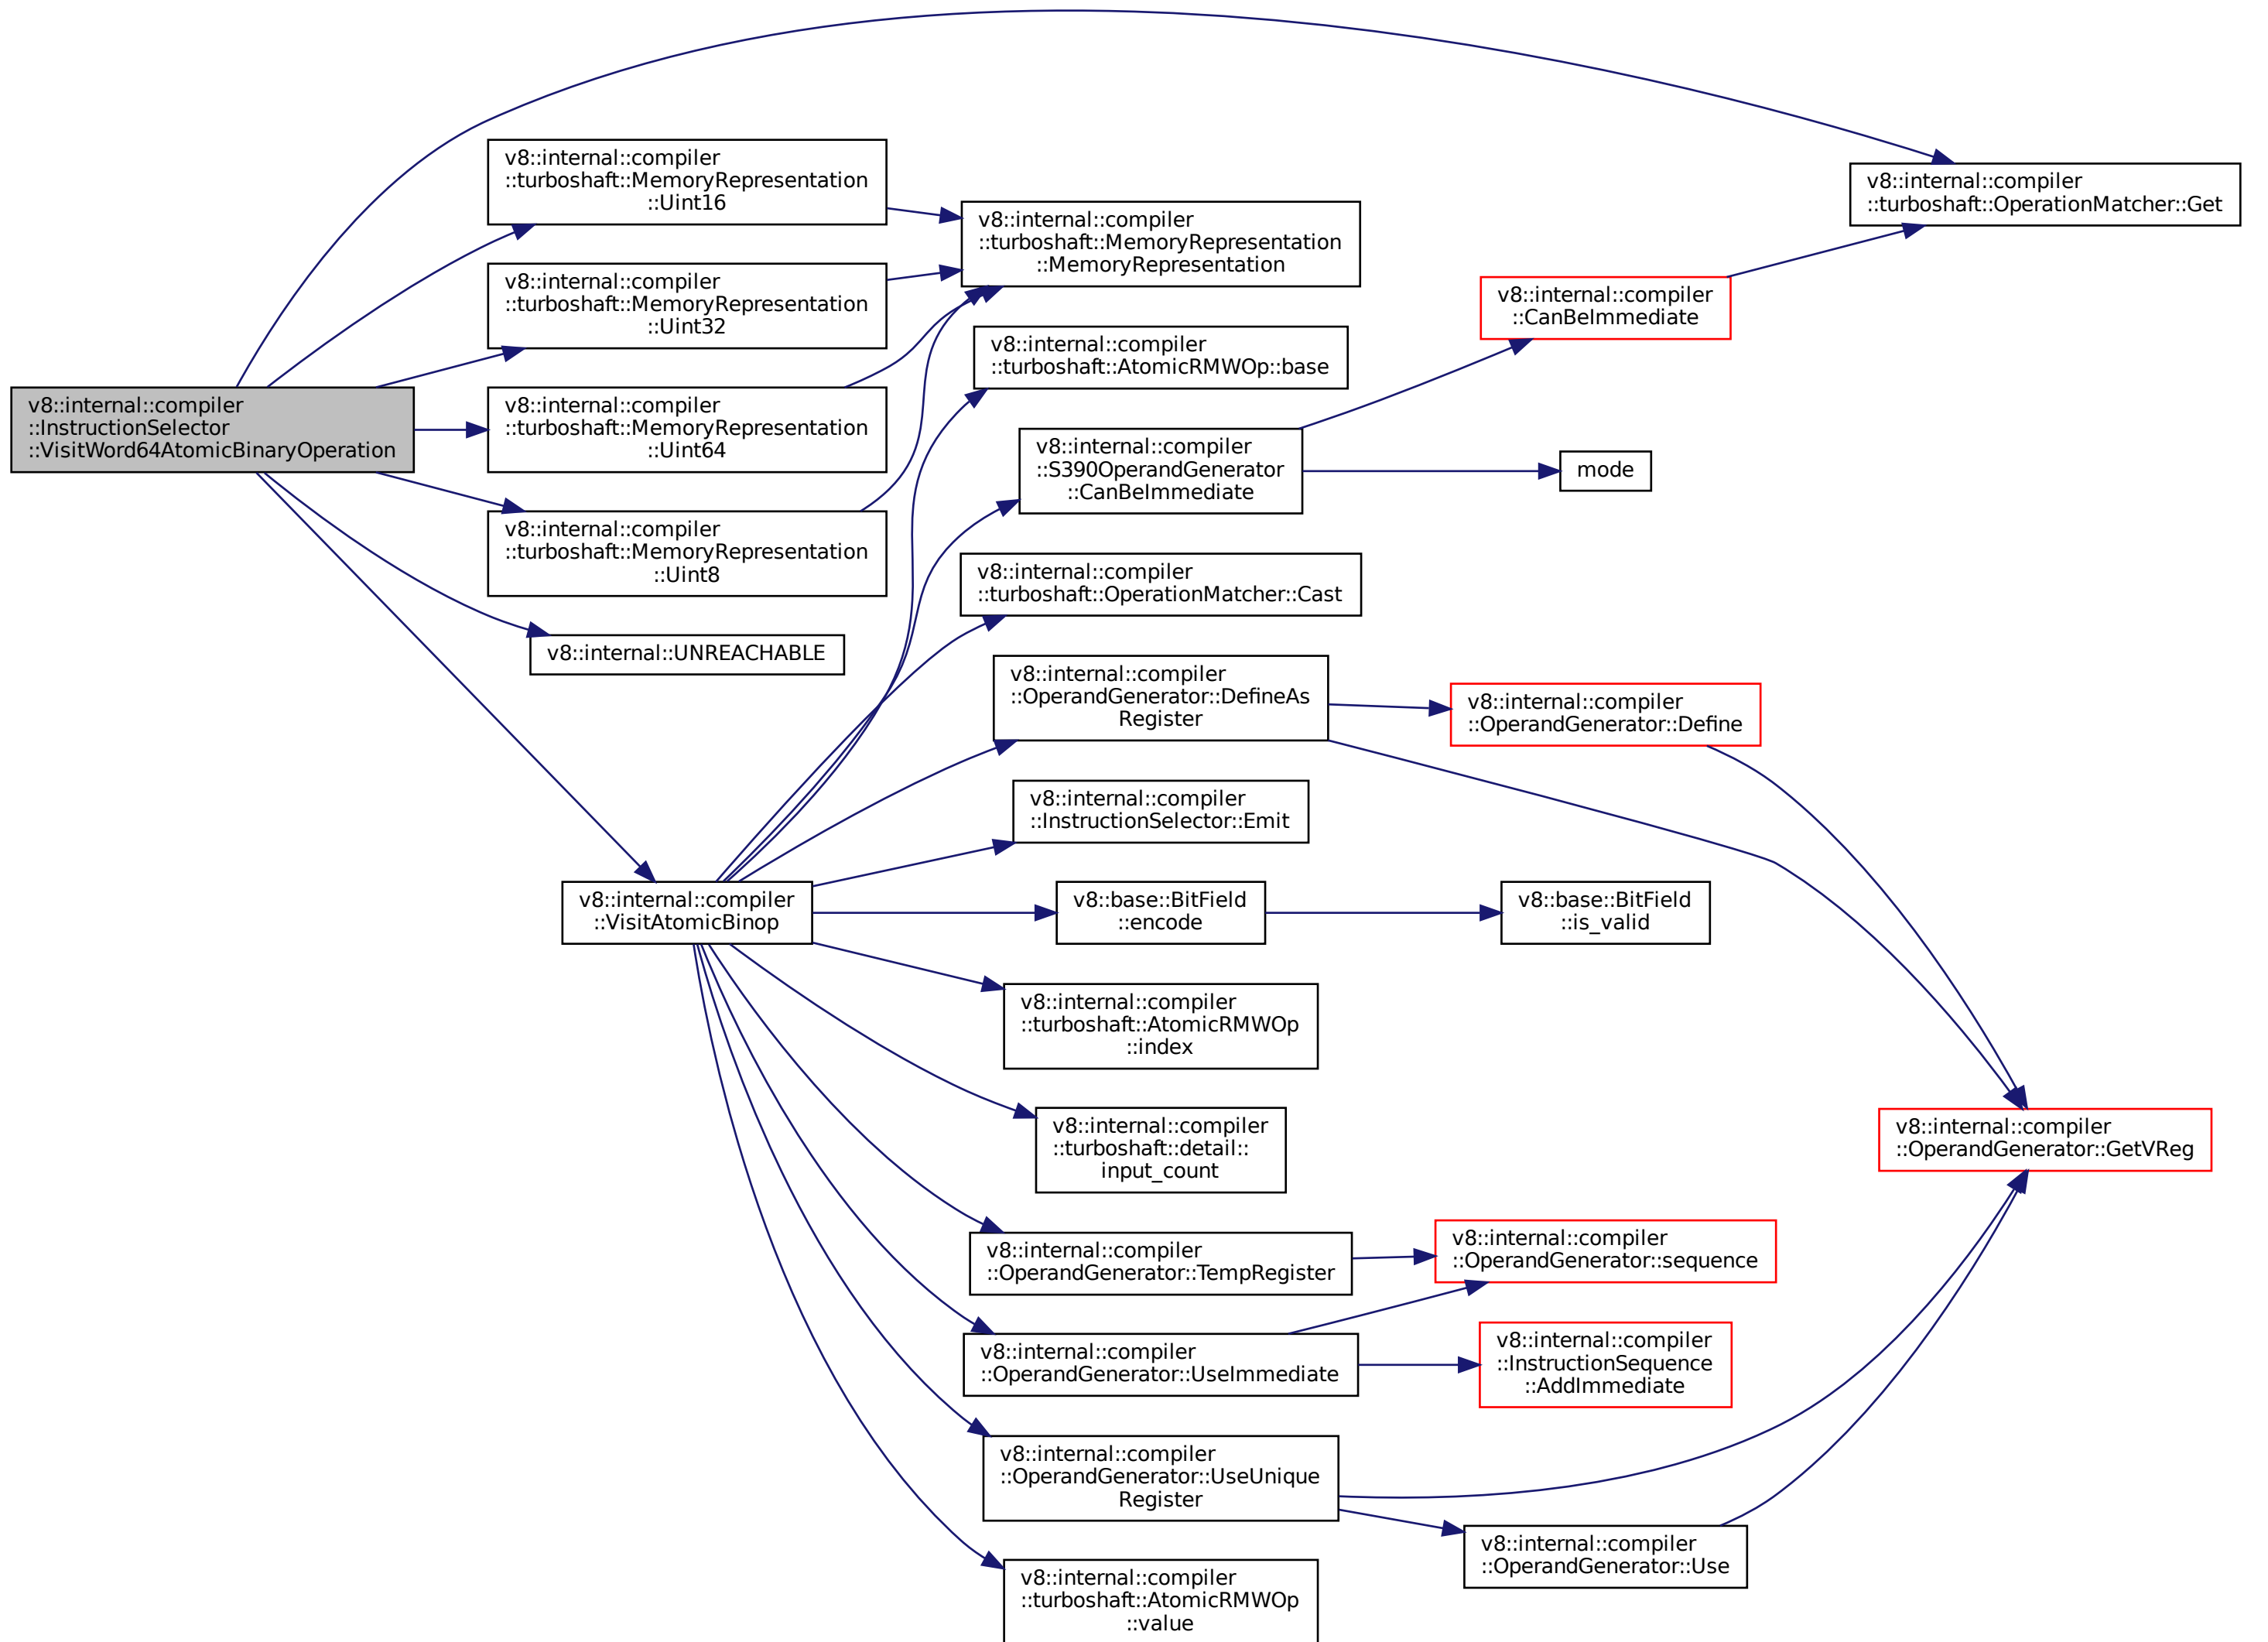 v8::internal::compiler
::InstructionSelector
::VisitWord64AtomicBinaryOperation
v8::internal::compiler
::turboshaft::MemoryRepresentation
::Uint16
v8::internal::compiler
::turboshaft::MemoryRepresentation
::Uint32
v8::internal::compiler
::turboshaft::MemoryRepresentation
::Uint64
v8::internal::compiler
::turboshaft::MemoryRepresentation
::Uint8
v8::internal::UNREACHABLE
v8::internal::compiler
::VisitAtomicBinop
v8::internal::compiler
::turboshaft::MemoryRepresentation
::MemoryRepresentation
v8::internal::compiler
::turboshaft::AtomicRMWOp::base
v8::internal::compiler
::S390OperandGenerator
::CanBeImmediate
v8::internal::compiler
::turboshaft::OperationMatcher::Cast
v8::internal::compiler
::OperandGenerator::DefineAs
Register
v8::internal::compiler
::InstructionSelector::Emit
v8::base::BitField
::encode
v8::internal::compiler
::turboshaft::AtomicRMWOp
::index
v8::internal::compiler
::turboshaft::detail::
input_count
v8::internal::compiler
::OperandGenerator::TempRegister
v8::internal::compiler
::OperandGenerator::UseImmediate
v8::internal::compiler
::OperandGenerator::UseUnique
Register
v8::internal::compiler
::turboshaft::AtomicRMWOp
::value
v8::internal::compiler
::CanBeImmediate
mode
v8::internal::compiler
::OperandGenerator::Define
v8::base::BitField
::is_valid
v8::internal::compiler
::OperandGenerator::sequence
v8::internal::compiler
::InstructionSequence
::AddImmediate
v8::internal::compiler
::OperandGenerator::Use
v8::internal::compiler
::turboshaft::OperationMatcher::Get
v8::internal::compiler
::OperandGenerator::GetVReg